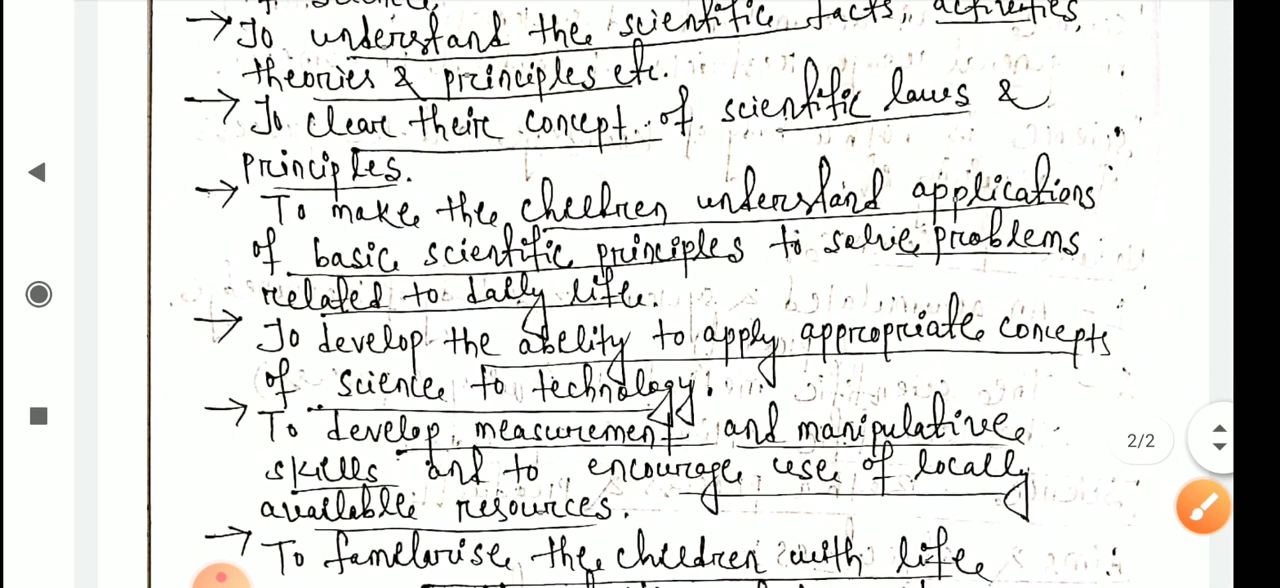 → To understand the scientific facts, activities,
theories & principles etc.
→ To clear their concept of scientific laws &
principles.
→ To make the children understand applications
of basic scientific principles to solve problems
related to daily life.
→ To develop the ability to apply appropriate concepts
of science to technology.
→ To develop measurement and manipulative
skills and to encourage use of locally
available resources.
→ To familarise the children with life
2/2